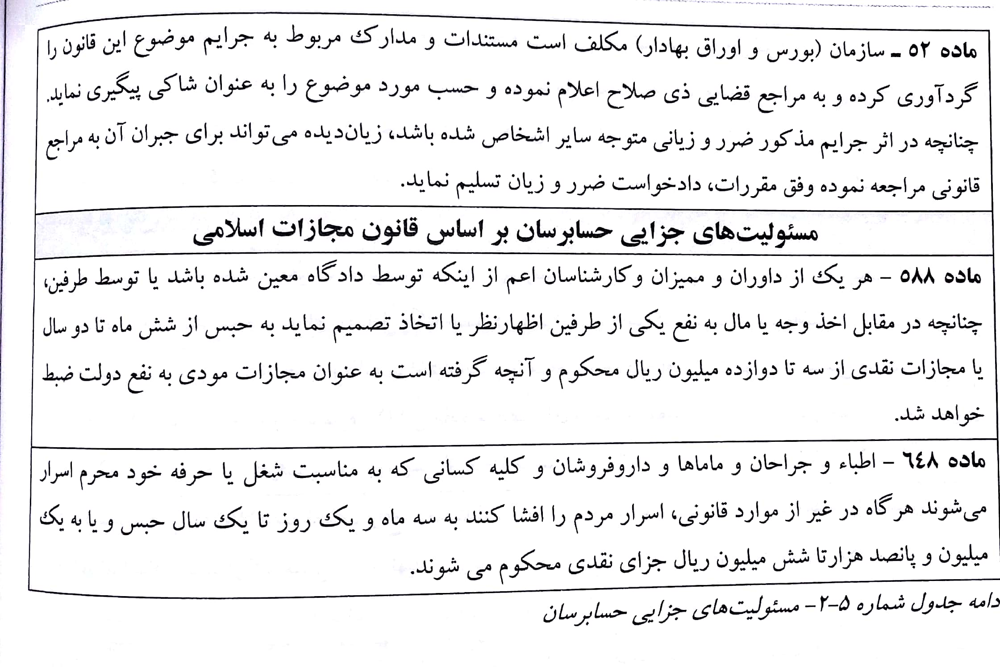 ماده ۵۲ ـ سازمان (بورس و اوراق بهادار) مکلف است مستندات و مدارک مربوط به جرایم موضوع این قانون را
گردآوری کرده و به مراجع قضایی ذی صلاح اعلام نموده و حسب مورد موضوع را به عنوان شاکی پیگیری نماید.
چنانچه در اثر جرایم مذکور ضرر و زیانی متوجه سایر اشخاص شده باشد، زیان‌دیده می‌تواند برای جبران آن به مراجع
قانونی مراجعه نموده وفق مقررات، دادخواست ضرر و زیان تسلیم نماید.
مسئولیت‌های جزایی حسابرسان بر اساس قانون مجازات اسلامی
ماده ۵۸۸ - هر یک از داوران و ممیزان و کارشناسان اعم از اینکه توسط دادگاه معین شده باشد یا توسط طرفین،
چنانچه در مقابل اخذ وجه یا مال به نفع یکی از طرفین اظهارنظر یا اتخاذ تصمیم نماید به حبس از شش ماه تا دو سال
یا مجازات نقدی از سه تا دوازده میلیون ریال محکوم و آنچه گرفته است به عنوان مجازات مودی به نفع دولت ضبط
خواهد شد.
ماده ٦٤٨ - اطباء و جراحان و ماماها و داروفروشان و کلیه کسانی که به مناسبت شغل یا حرفه خود محرم اسرار
می‌شوند هرگاه در غیر از موارد قانونی، اسرار مردم را افشا کنند به سه ماه و یک روز تا یک سال حبس و یا به یک
میلیون و پانصد هزارتا شش میلیون ریال جزای نقدی محکوم می شوند.
دامه جدول شماره ۵-۲- مسئولیت‌های جزایی حسابرسان